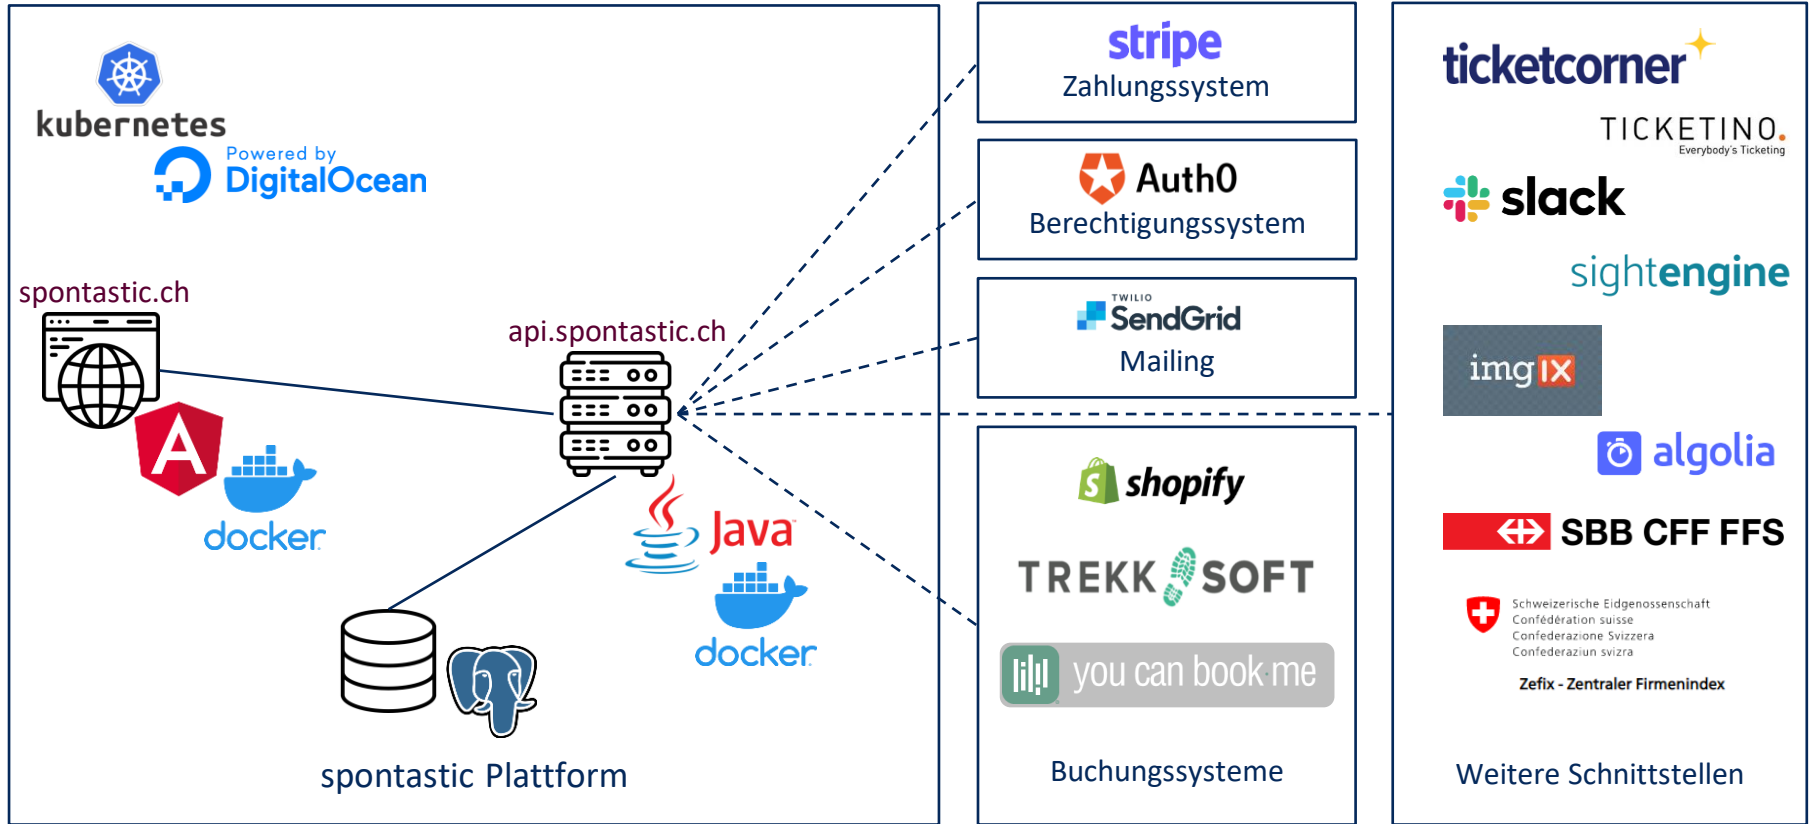 kubernetes
Powered by
DigitalOcean
spontastic.ch
api.spontastic.ch
docker
Java
docker
spontastic Plattform
stripe
Zahlungssystem
Auth0
Berechtigungssystem
TWILIO
SendGrid
Mailing
shopify
TREKK SOFT
you can book me
Buchungssysteme
ticketcorner
TICKETINO.
Everybody's Ticketing
slack
sightengine
imgIX
algolia
SBB CFF FFS
Schweizerische Eidgenossenschaft
Confédération suisse
Confederazione Svizzera
Confederaziun svizra
Zefix - Zentraler Firmenindex
Weitere Schnittstellen